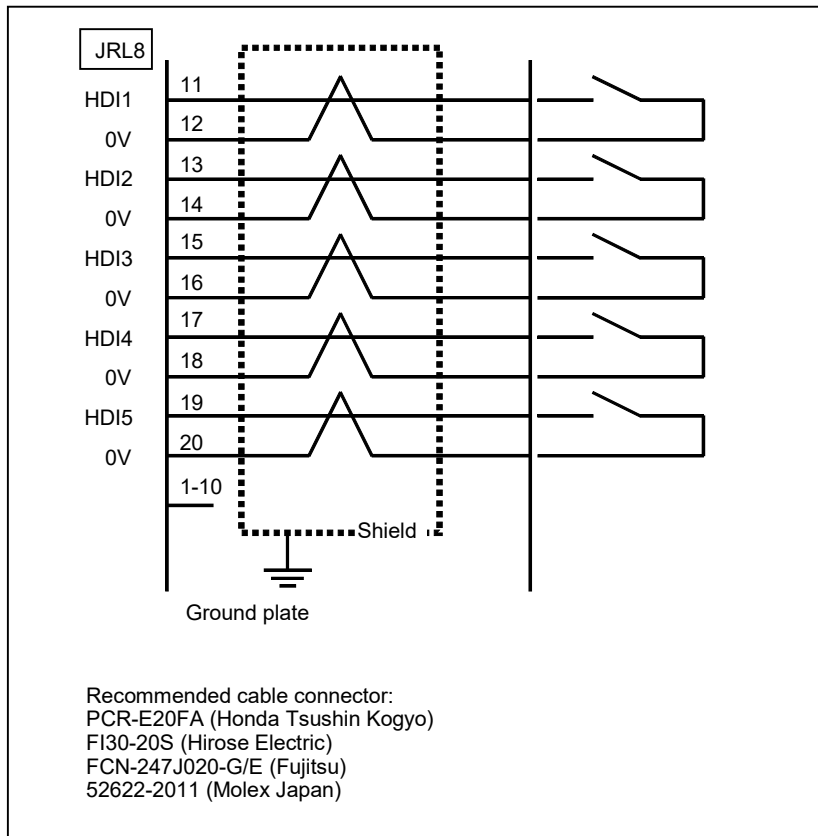 JRL8
11
HDI1
12
0V
13
HDI2
14
0V
15
HDI3
16
0V
17
HDI4
18
0V
19
HDI5
20
0V
1-10
Shield
Ground plate
Recommended cable connector:
PCR-E20FA (Honda Tsushin Kogyo)
FI30-20S (Hirose Electric)
FCN-247J020-G/E (Fujitsu)
52622-2011 (Molex Japan)